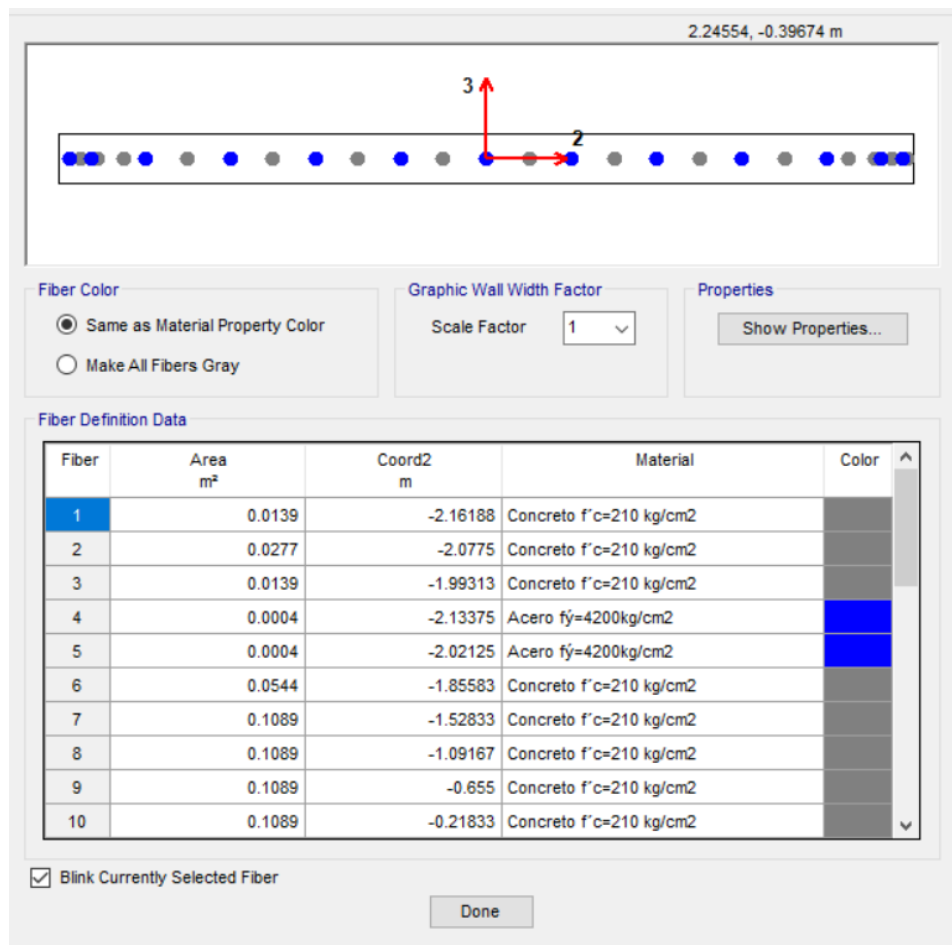 2.24554, -0.39674 m
3
2
Fiber Color
Same as Material Property Color
Make All Fibers Gray
Graphic Wall Width Factor
Scale Factor 1
Properties
Show Properties...
Fiber Definition Data
Fiber Area Coord2 Material Color
m² m
1 0.0139 -2.16188 Concreto f´c=210 kg/cm2
2 0.0277 -2.0775 Concreto f´c=210 kg/cm2
3 0.0139 -1.99313 Concreto f´c=210 kg/cm2
4 0.0004 -2.13375 Acero fý=4200kg/cm2
5 0.0004 -2.02125 Acero fý=4200kg/cm2
6 0.0544 -1.85583 Concreto f´c=210 kg/cm2
7 0.1089 -1.52833 Concreto f´c=210 kg/cm2
8 0.1089 -1.09167 Concreto f´c=210 kg/cm2
9 0.1089 -0.655 Concreto f´c=210 kg/cm2
10 0.1089 -0.21833 Concreto f´c=210 kg/cm2
Blink Currently Selected Fiber
Done